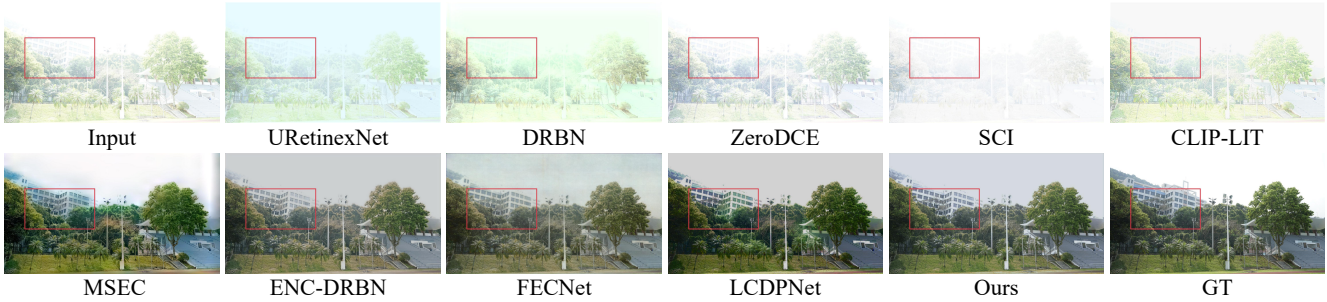 Input URetinexNet DRBN ZeroDCE SCI CLIP-LIT
MSEC ENC-DRBN FECNet LCDPNet Ours GT